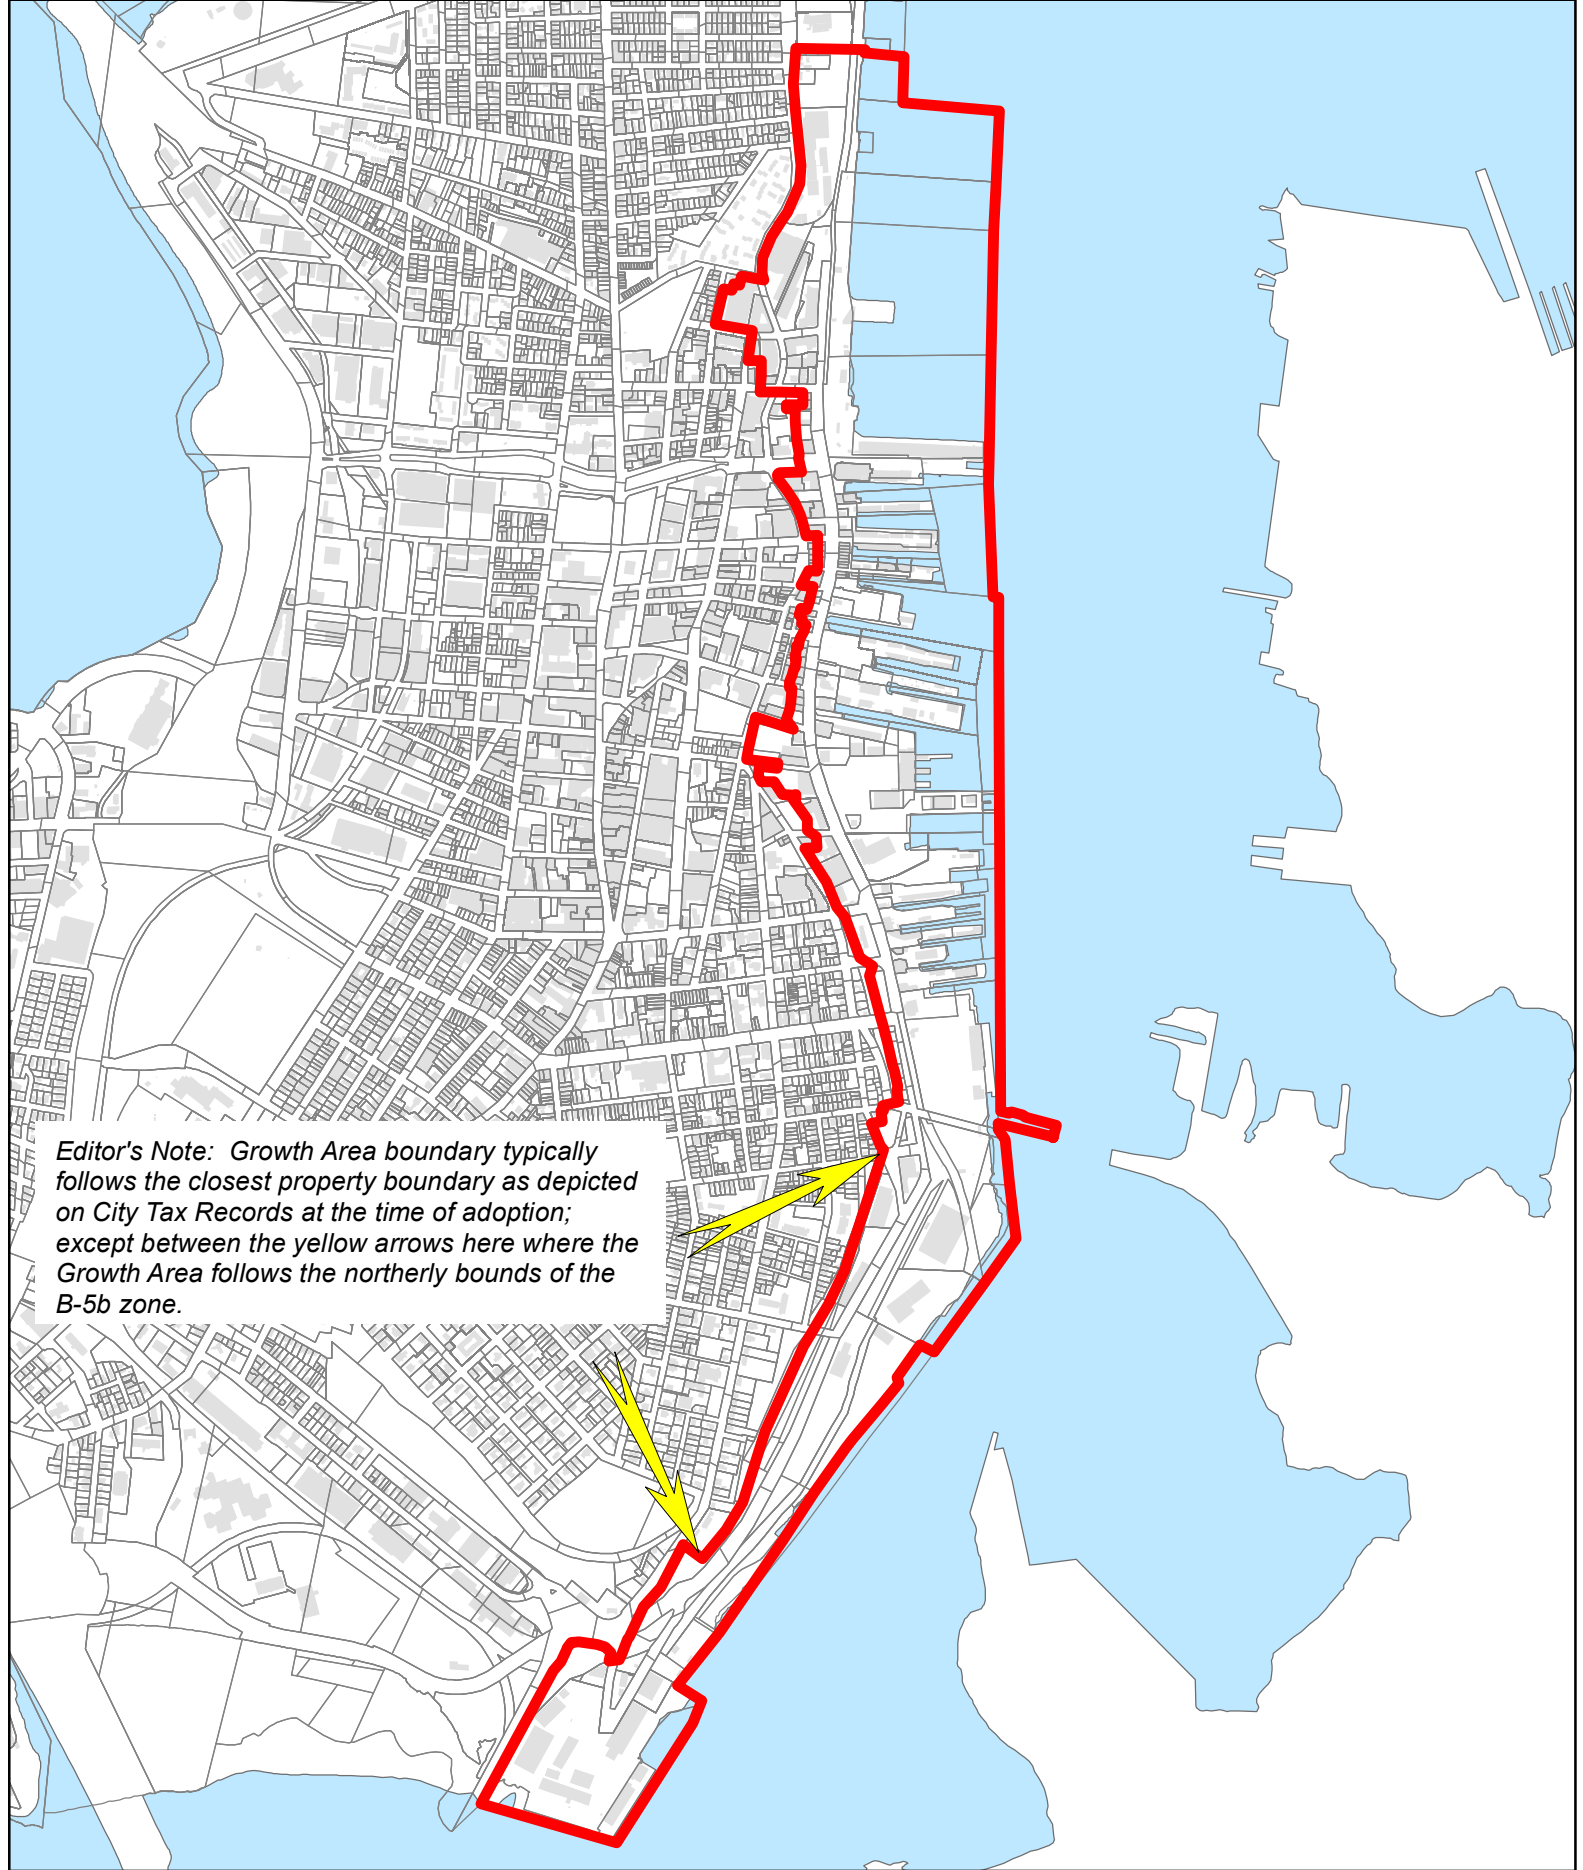 Editor's Note:  Growth Area boundary typically
follows the closest property boundary as depicted
on City Tax Records at the time of adoption;
except between the yellow arrows here where the
Growth Area follows the northerly bounds of the
B-5b zone.